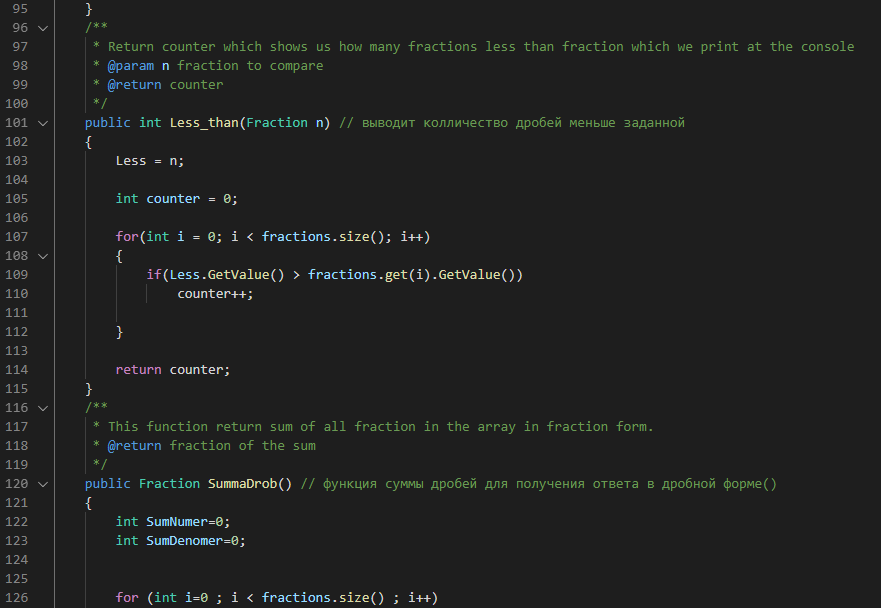 95 }
96 /**
97 * Return counter which shows us how many fractions less than fraction which we print at the console
98 * @param n fraction to compare
99 * @return counter
100 */
101 public int Less_than(Fraction n) // выводит колличество дробей меньше заданной
102 {
103 Less = n;
104
105 int counter = 0;
106
107 for(int i = 0; i < fractions.size(); i++)
108 {
109 if(Less.GetValue() > fractions.get(i).GetValue())
110 counter++;
111
112 }
113
114 return counter;
115 }
116 /**
117 * This function return sum of all fraction in the array in fraction form.
118 * @return fraction of the sum
119 */
120 public Fraction SummaDrob() // функция суммы дробей для получения ответа в дробной форме()
121 {
122 int SumNumer=0;
123 int SumDenomer=0;
124
125
126 for (int i=0 ; i < fractions.size() ; i++)